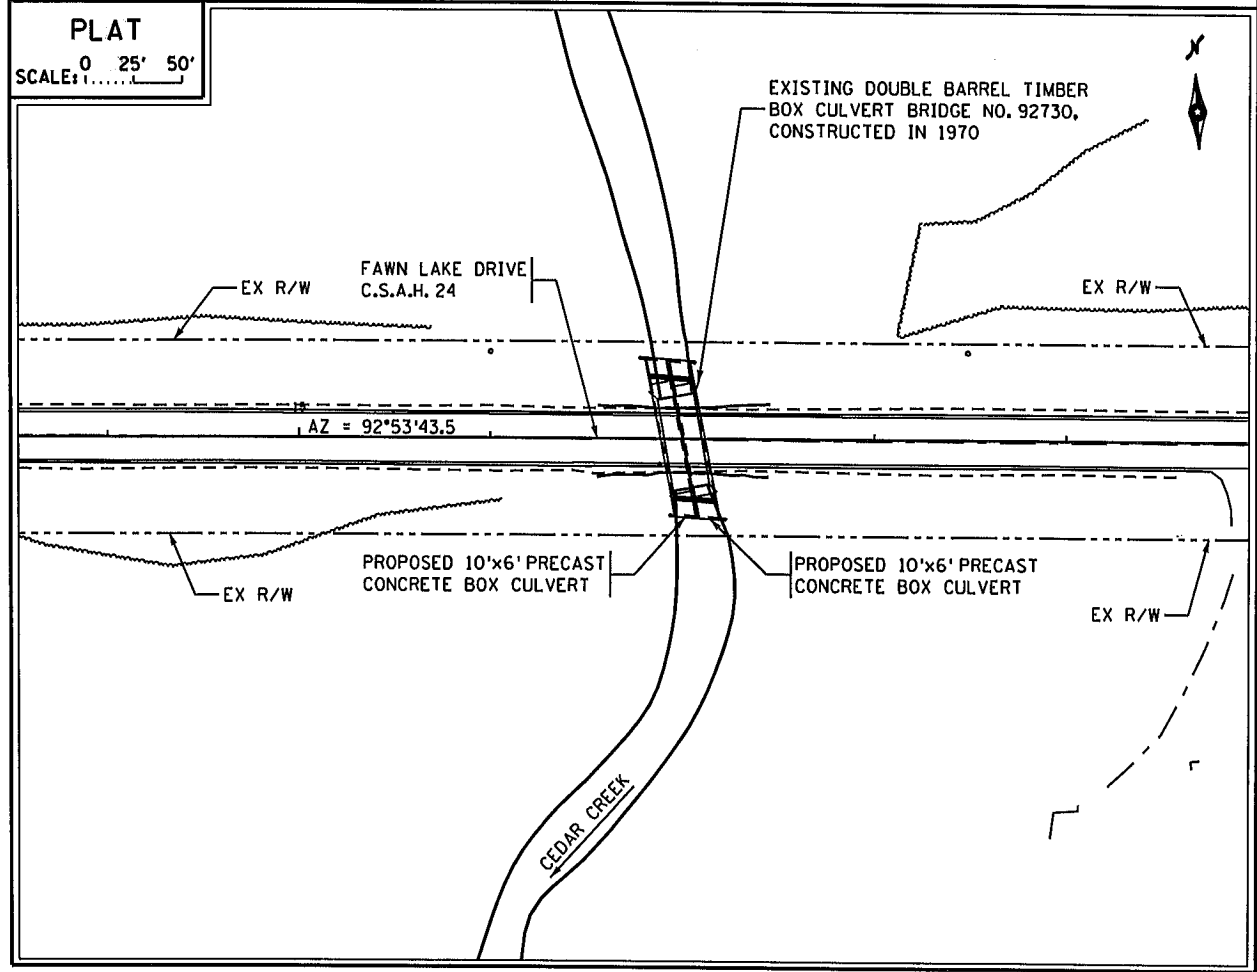 PLAT
SCALE: 0 25' 50'
N
EXISTING DOUBLE BARREL TIMBER
BOX CULVERT BRIDGE NO. 92730,
CONSTRUCTED IN 1970
FAWN LAKE DRIVE
C.S.A.H. 24
EX R/W
EX R/W
AZ = 92°53'43.5
PROPOSED 10'x6' PRECAST
CONCRETE BOX CULVERT
PROPOSED 10'x6' PRECAST
CONCRETE BOX CULVERT
EX R/W
EX R/W
CEDAR CREEK